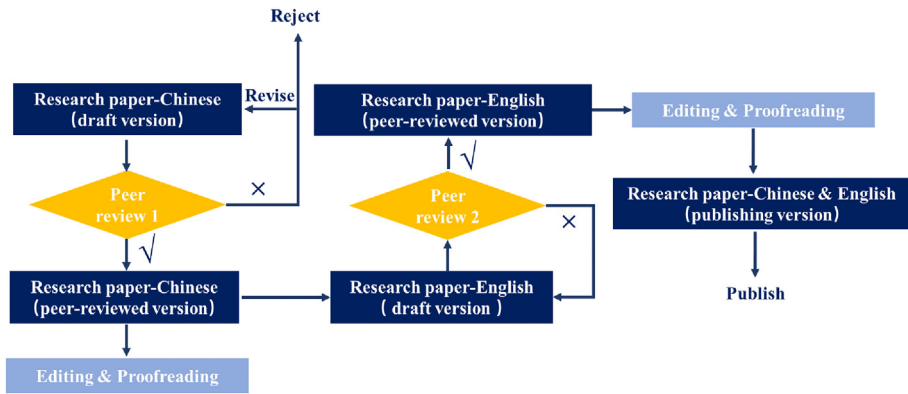 Reject
Revise
Research paper-Chinese
(draft version)
Peer
review 1
×
√
Research paper-Chinese
(peer-reviewed version)
Editing & Proofreading
Research paper-English
(peer-reviewed version)
√
Peer
review 2
×
Research paper-English
( draft version )
Editing & Proofreading
Research paper-Chinese & English
(publishing version)
Publish